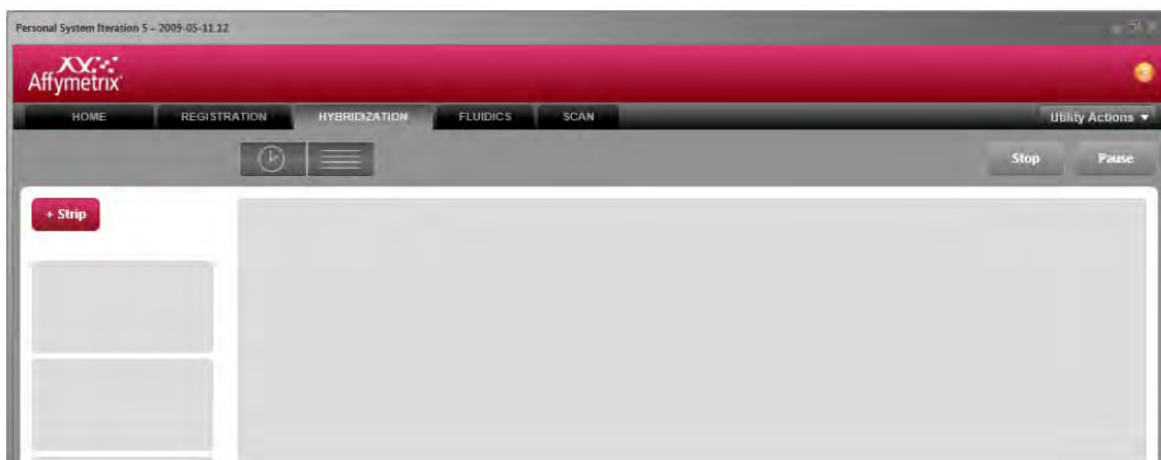 Personal System Iteration 5 - 2009-05-11.12
Affymetrix
HOME REGISTRATION HYBRIDIZATION FLUIDICS SCAN Utility Actions
Stop Pause
+ Strip